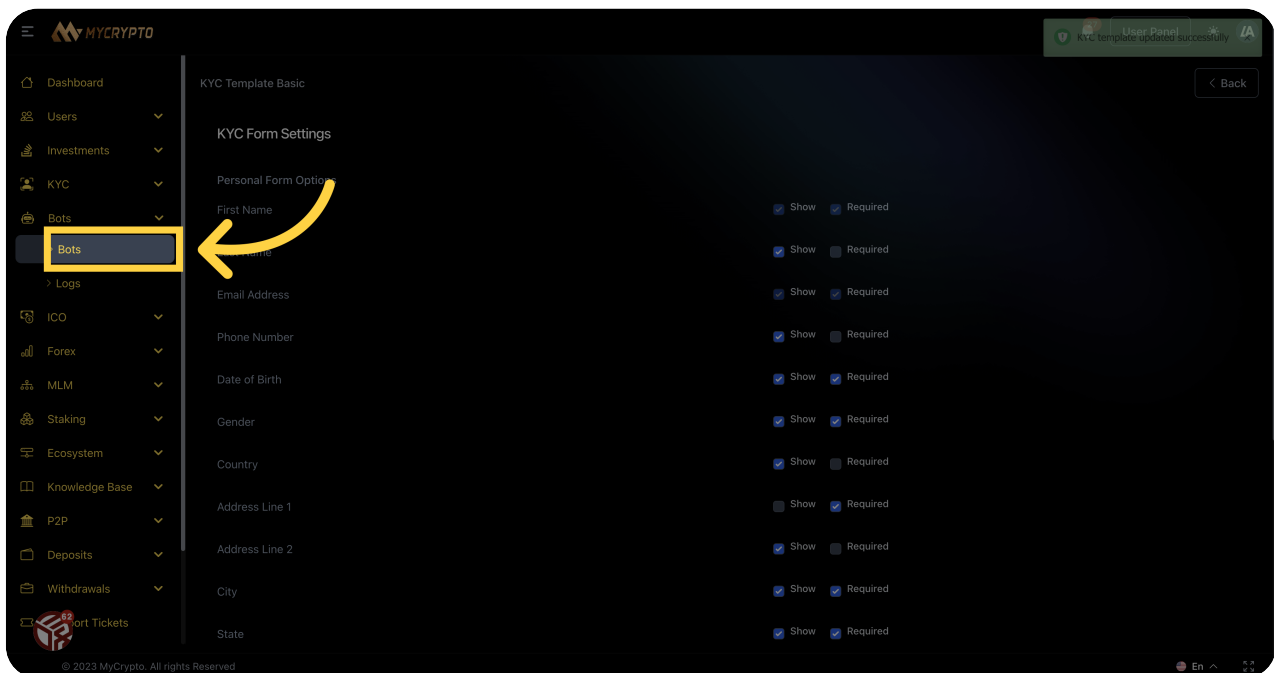 MYCRYPTO
User Panel
KYC template updated successfully
Dashboard
Users
Investments
KYC
Bots
Bots
Logs
ICO
Forex
MLM
Staking
Ecosystem
Knowledge Base
P2P
Deposits
Withdrawals
62
ort Tickets
KYC Template Basic
Back
KYC Form Settings
Personal Form Options
First Name Show Required
Name Show Required
Email Address Show Required
Phone Number Show Required
Date of Birth Show Required
Gender Show Required
Country Show Required
Address Line 1 Show Required
Address Line 2 Show Required
City Show Required
State Show Required
© 2023 MyCrypto. All rights Reserved
En